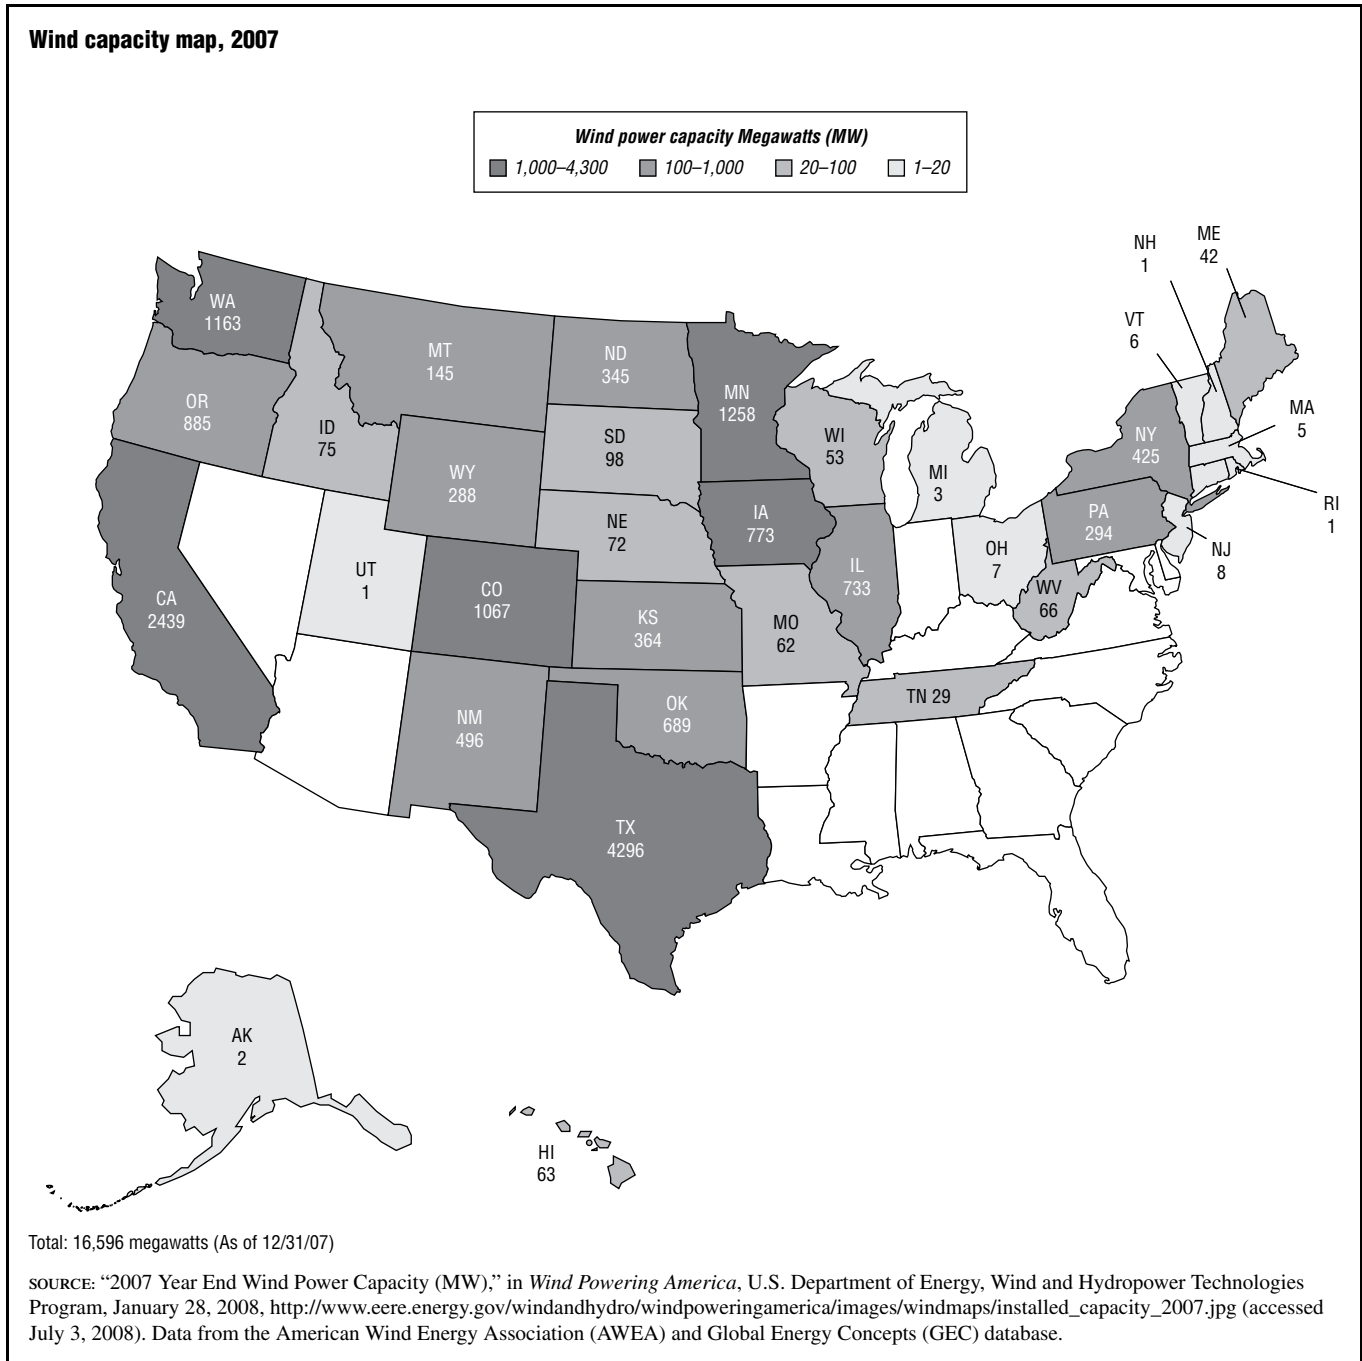 Wind capacity map, 2007
Wind power capacity Megawatts (MW)
1,000–4,300 100–1,000 20–100 1–20
NH
1
ME
42
VT
6
WA
1163
MT
145
ND
345
MN
1258
OR
885
ID
75
SD
98
WI
53
MI
3
NY
425
MA
5
WY
288
NE
72
IA
773
PA
294
RI
1
NJ
8
UT
1
CO
1067
IL
733
OH
7
WV
66
CA
2439
KS
364
MO
62
NM
496
OK
689
TN 29
TX
4296
AK
2
HI
63
Total: 16,596 megawatts (As of 12/31/07)
SOURCE: “2007 Year End Wind Power Capacity (MW),” in Wind Powering America, U.S. Department of Energy, Wind and Hydropower Technologies
Program, January 28, 2008, http://www.eere.energy.gov/windandhydro/windpoweringamerica/images/windmaps/installed_capacity_2007.jpg (accessed
July 3, 2008). Data from the American Wind Energy Association (AWEA) and Global Energy Concepts (GEC) database.